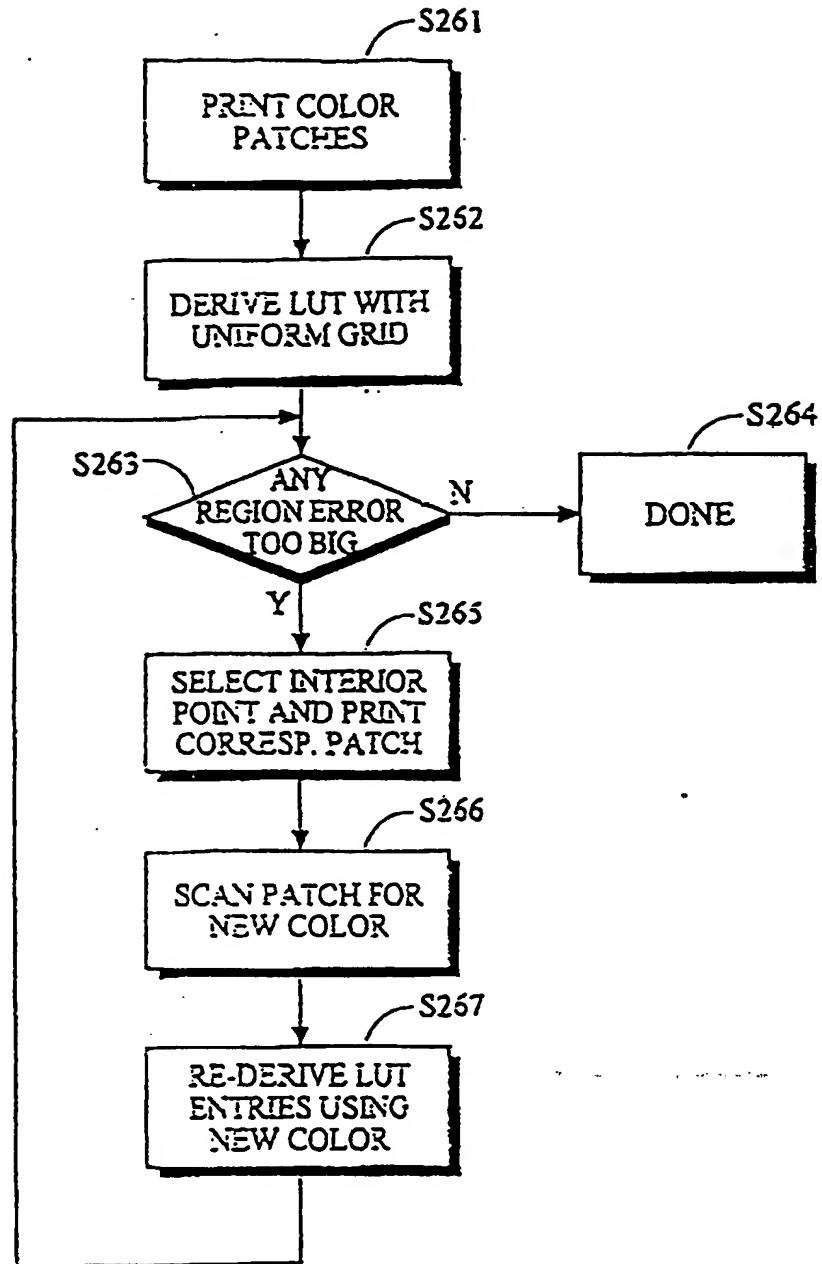 S261
PRINT COLOR
PATCHES
S262
DERIVE LUT WITH
UNIFORM GRID
S263
ANY
REGION ERROR
TOO BIG
N
S264
DONE
Y
S265
SELECT INTERIOR
POINT AND PRINT
CORRESP. PATCH
S266
SCAN PATCH FOR
NEW COLOR
S267
RE-DERIVE LUT
ENTRIES USING
NEW COLOR